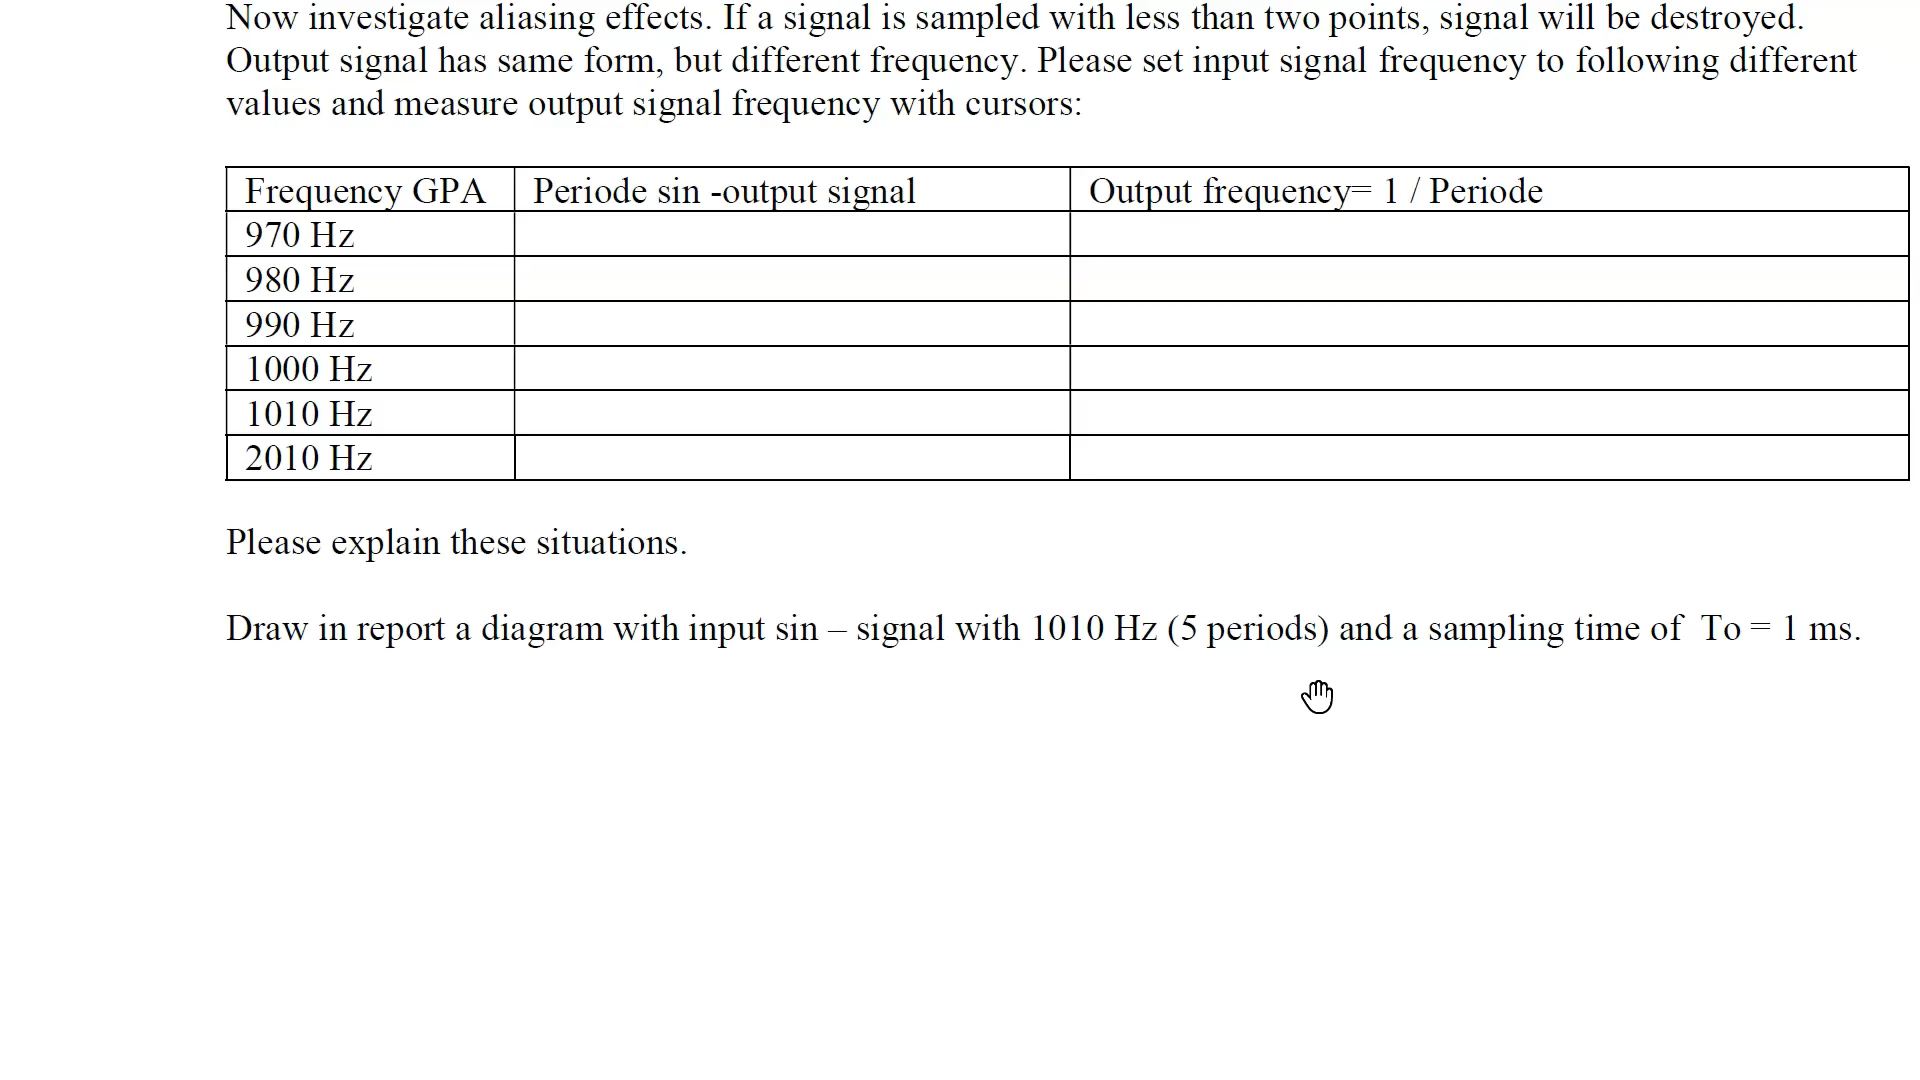 Now investigate aliasing effects. If a signal is sampled with less than two points, signal will be destroyed.
Output signal has same form, but different frequency. Please set input signal frequency to following different
values and measure output signal frequency with cursors:
Frequency GPA Periode sin -output signal Output frequency= 1 / Periode
970 Hz
980 Hz
990 Hz
1000 Hz
1010 Hz
2010 Hz
Please explain these situations.
Draw in report a diagram with input sin – signal with 1010 Hz (5 periods) and a sampling time of To = 1 ms.